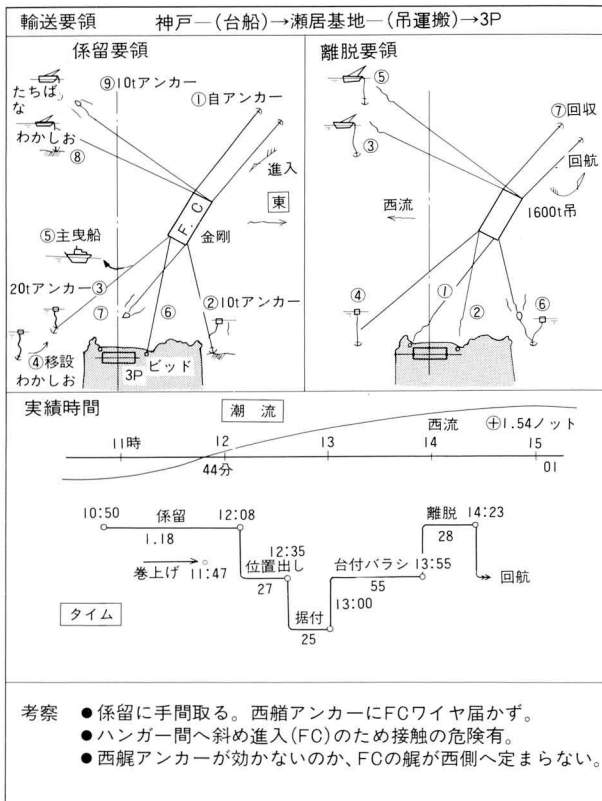 輸送要領 神戸―(台船)→瀬居基地―(吊運搬)→3P
係留要領
⑨10tアンカー
たちばな
①自アンカー
わかしお
⑧
進入
東
F.C
金剛
⑤主曳船
20tアンカー③
⑦
⑥
②10tアンカー
④移設
わかしお
3P
ビッド
離脱要領
⑤
③
⑦回収
回航
西流
1600t吊
④
①
②
⑥
実績時間
潮流
西流 ⊕1.54ノット
11時 12 13 14 15
44分 01
10:50 係留 12:08
1.18
巻上げ 11:47
位置出し 12:35
27
据付 13:00
25
台付バラシ 13:55
55
離脱 14:23
28
回航
タイム
考察 ●係留に手間取る。西艏アンカーにFCワイヤ届かず。
●ハンガー間へ斜め進入(FC)のため接触の危険有。
●西艉アンカーが効かないのか、FCの艉が西側へ定まらない。